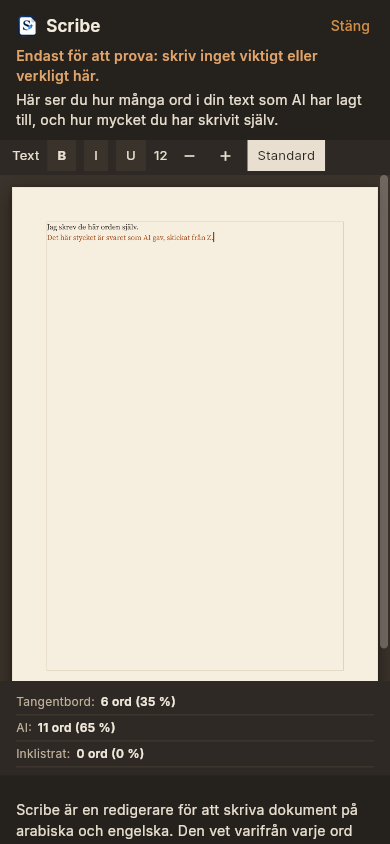 Scribe
Stäng
Endast för att prova: skriv inget viktigt eller
verkligt här.
Här ser du hur många ord i din text som AI har lagt
till, och hur mycket du har skrivit själv.
Text B I U 12 − + Standard
Jag skrev de här orden själv.
Det här stycket är svaret som AI gav, skickat från Z.
Tangentbord: 6 ord (35 %)
AI: 11 ord (65 %)
Inklistrat: 0 ord (0 %)
Scribe är en redigerare för att skriva dokument på
arabiska och engelska. Den vet varifrån varje ord